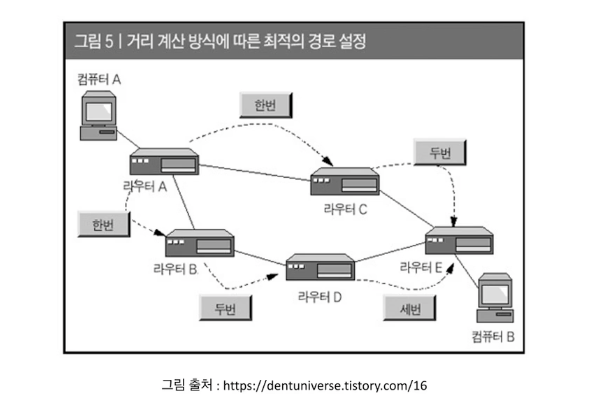 그림 5 | 거리 계산 방식에 따른 최적의 경로 설정
컴퓨터 A
한번
두번
라우터 A
라우터 C
한번
라우터 B
라우터 E
라우터 D
두번
세번
컴퓨터 B
그림 출처 : https://dentuniverse.tistory.com/16